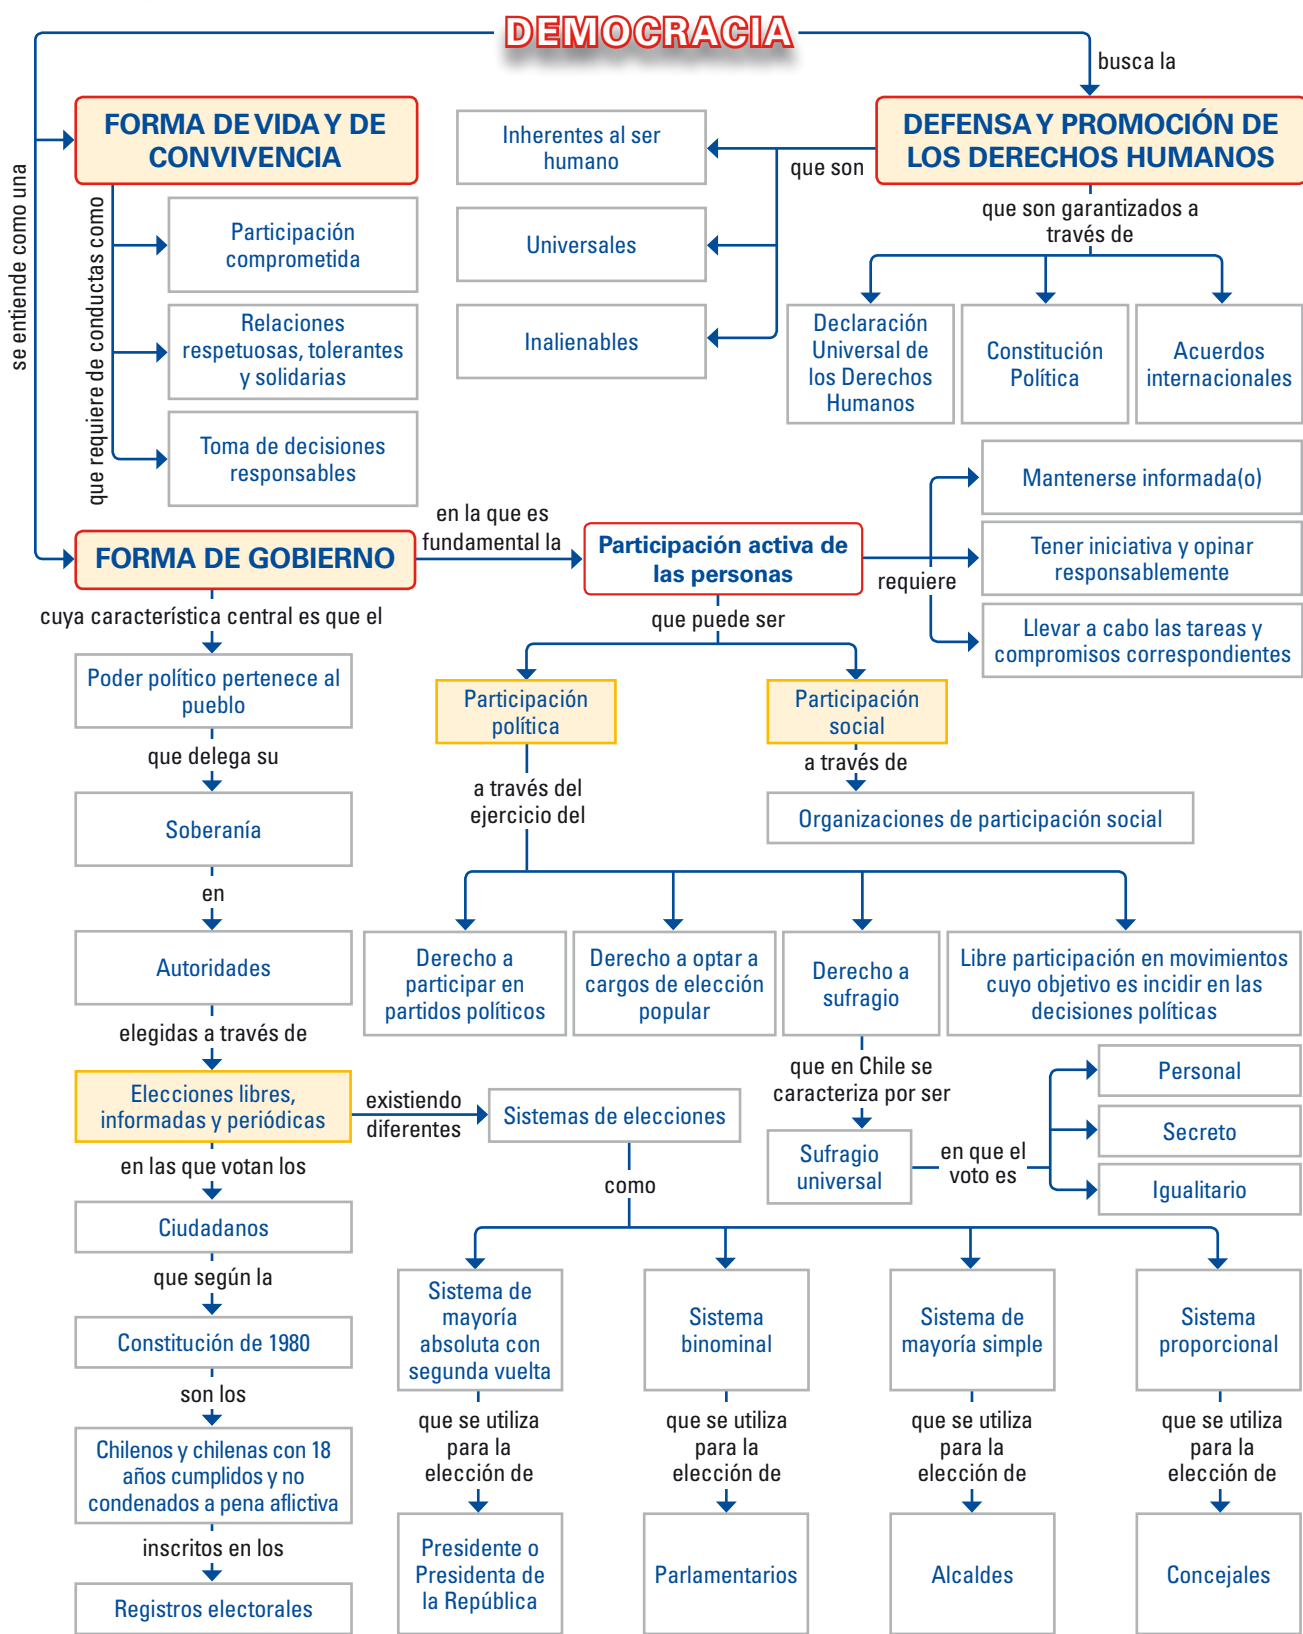 DEMOCRACIA
busca la
se entiende como una
FORMA DE VIDA Y DE
CONVIVENCIA
que requiere de conductas como
Participación
comprometida
Relaciones
respetuosas, tolerantes
y solidarias
Toma de decisiones
responsables
DEFENSA Y PROMOCIÓN DE
LOS DERECHOS HUMANOS
que son
Inherentes al ser
humano
Universales
Inalienables
que son garantizados a
través de
Declaración
Universal de
los Derechos
Humanos
Constitución
Política
Acuerdos
internacionales
FORMA DE GOBIERNO
en la que es
fundamental la
Participación activa de
las personas
requiere
Mantenerse informada(o)
Tener iniciativa y opinar
responsablemente
Llevar a cabo las tareas y
compromisos correspondientes
cuya característica central es que el
Poder político pertenece al
pueblo
que delega su
Soberanía
en
Autoridades
elegidas a través de
Elecciones libres,
informadas y periódicas
en las que votan los
Ciudadanos
que según la
Constitución de 1980
son los
Chilenos y chilenas con 18
años cumplidos y no
condenados a pena aflictiva
inscritos en los
Registros electorales
que puede ser
Participación
política
Participación
social
a través de
Organizaciones de participación social
a través del
ejercicio del
Derecho a
participar en
partidos políticos
Derecho a optar a
cargos de elección
popular
Derecho a
sufragio
Libre participación en movimientos
cuyo objetivo es incidir en las
decisiones políticas
que en Chile se
caracteriza por ser
Sufragio
universal
en que el
voto es
Personal
Secreto
Igualitario
existiendo
diferentes
Sistemas de elecciones
como
Sistema de
mayoría
absoluta con
segunda vuelta
Sistema
binominal
Sistema de
mayoría simple
Sistema
proporcional
que se utiliza
para la
elección de
que se utiliza
para la
elección de
que se utiliza
para la
elección de
que se utiliza
para la
elección de
Presidente o
Presidenta de
la República
Parlamentarios
Alcaldes
Concejales